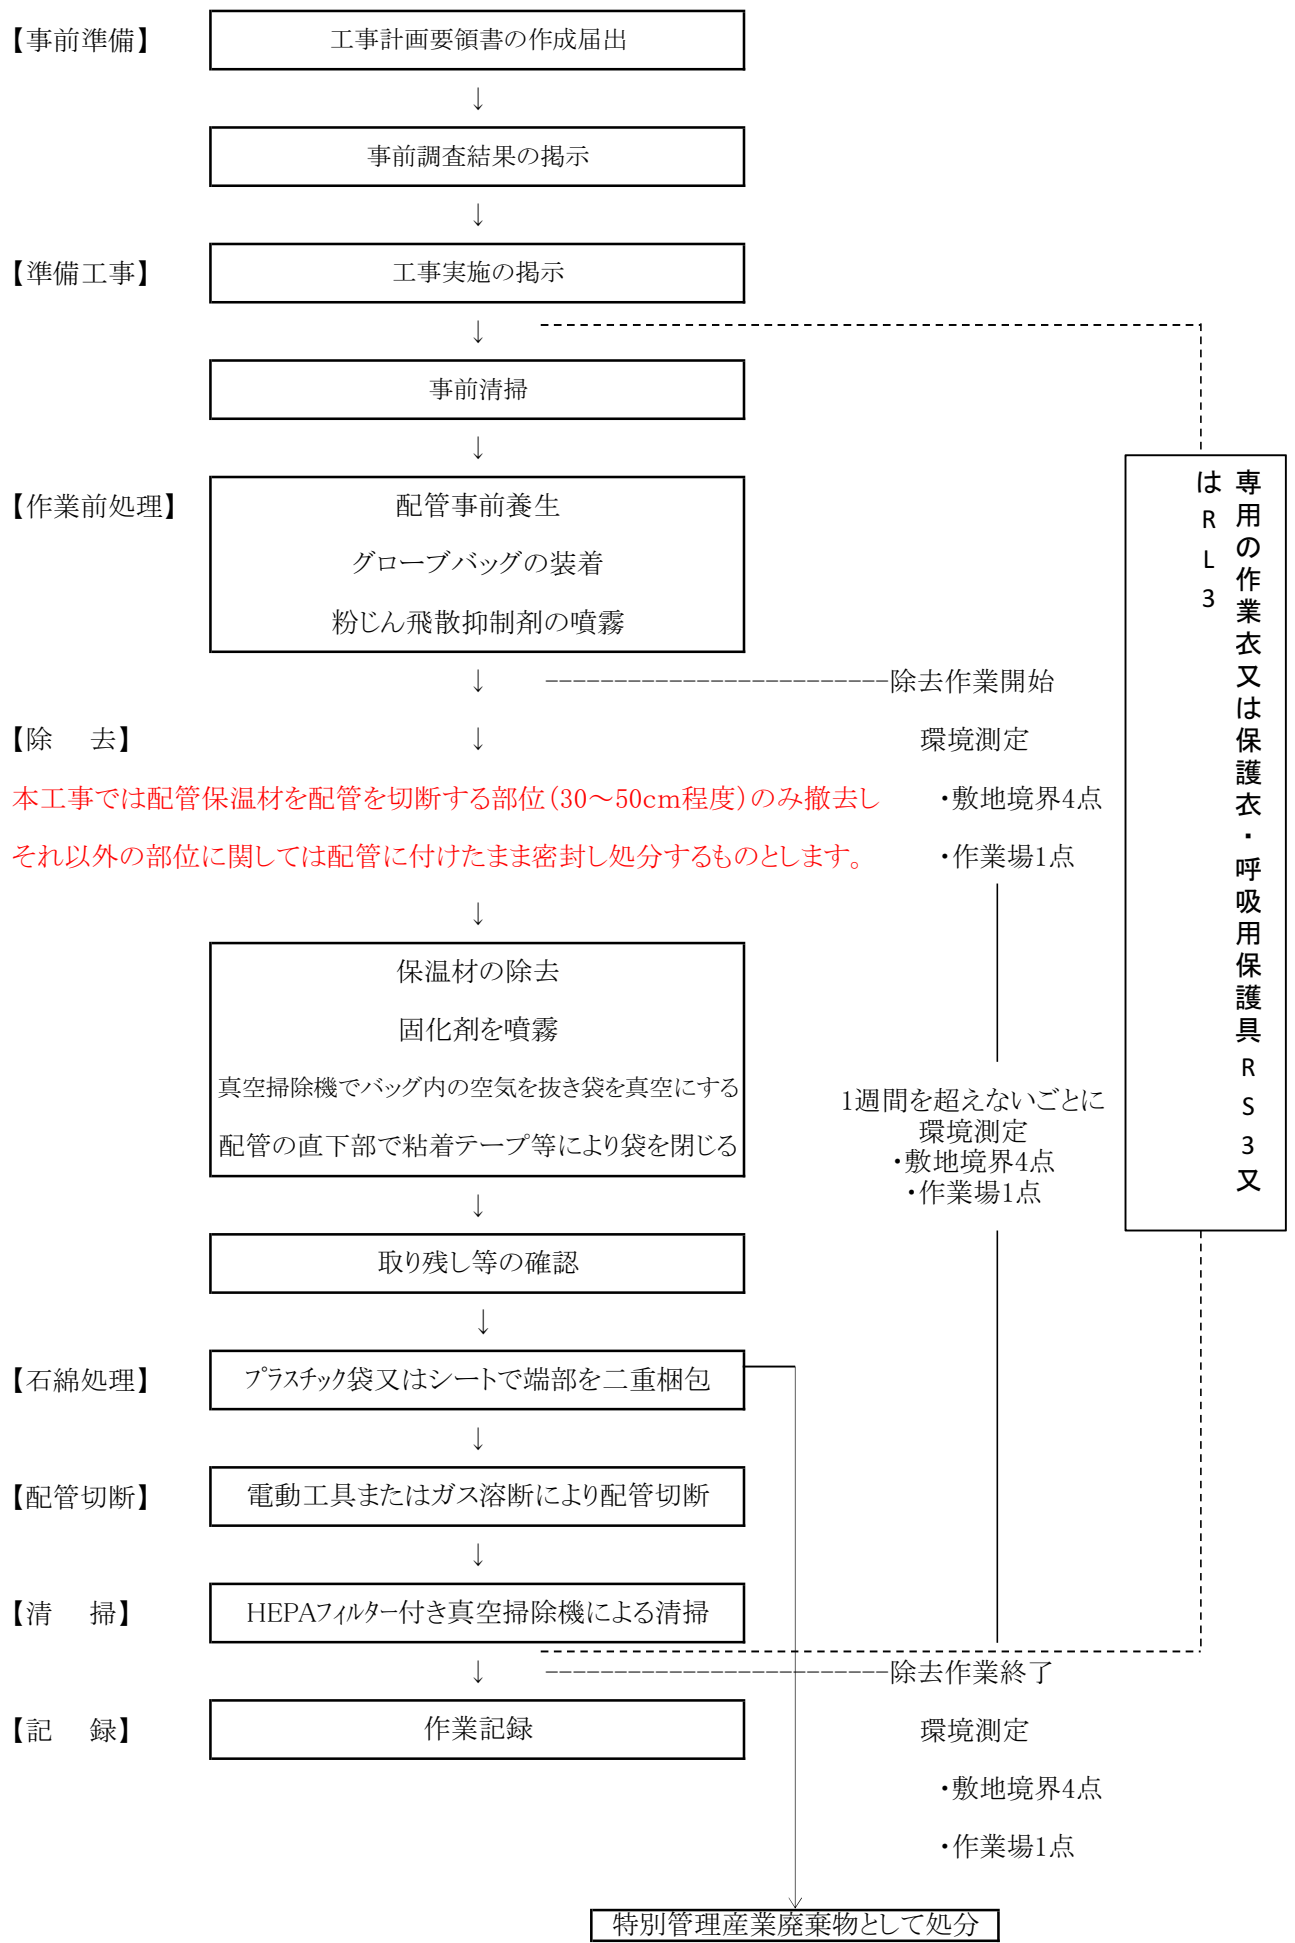 【事前準備】
工事計画要領書の作成届出
↓
事前調査結果の掲示
↓
【準備工事】
工事実施の掲示
↓
事前清掃
↓
【作業前処理】
配管事前養生
グローブバッグの装着
粉じん飛散抑制剤の噴霧
↓
除去作業開始
【除　去】
↓
環境測定
本工事では配管保温材を配管を切断する部位(30～50cm程度)のみ撤去し
・敷地境界4点
それ以外の部位に関しては配管に付けたまま密封し処分するものとします。
・作業場1点
↓
保温材の除去
固化剤を噴霧
真空掃除機でバッグ内の空気を抜き袋を真空にする
配管の直下部で粘着テープ等により袋を閉じる
1週間を超えないごとに
環境測定
・敷地境界4点
・作業場1点
専用の作業衣又は保護衣・呼吸用保護具RS3又
はRL3
↓
取り残し等の確認
↓
【石綿処理】
プラスチック袋又はシートで端部を二重梱包
↓
【配管切断】
電動工具またはガス溶断により配管切断
↓
【清　掃】
HEPAフィルター付き真空掃除機による清掃
↓
除去作業終了
【記　録】
作業記録
環境測定
・敷地境界4点
・作業場1点
特別管理産業廃棄物として処分